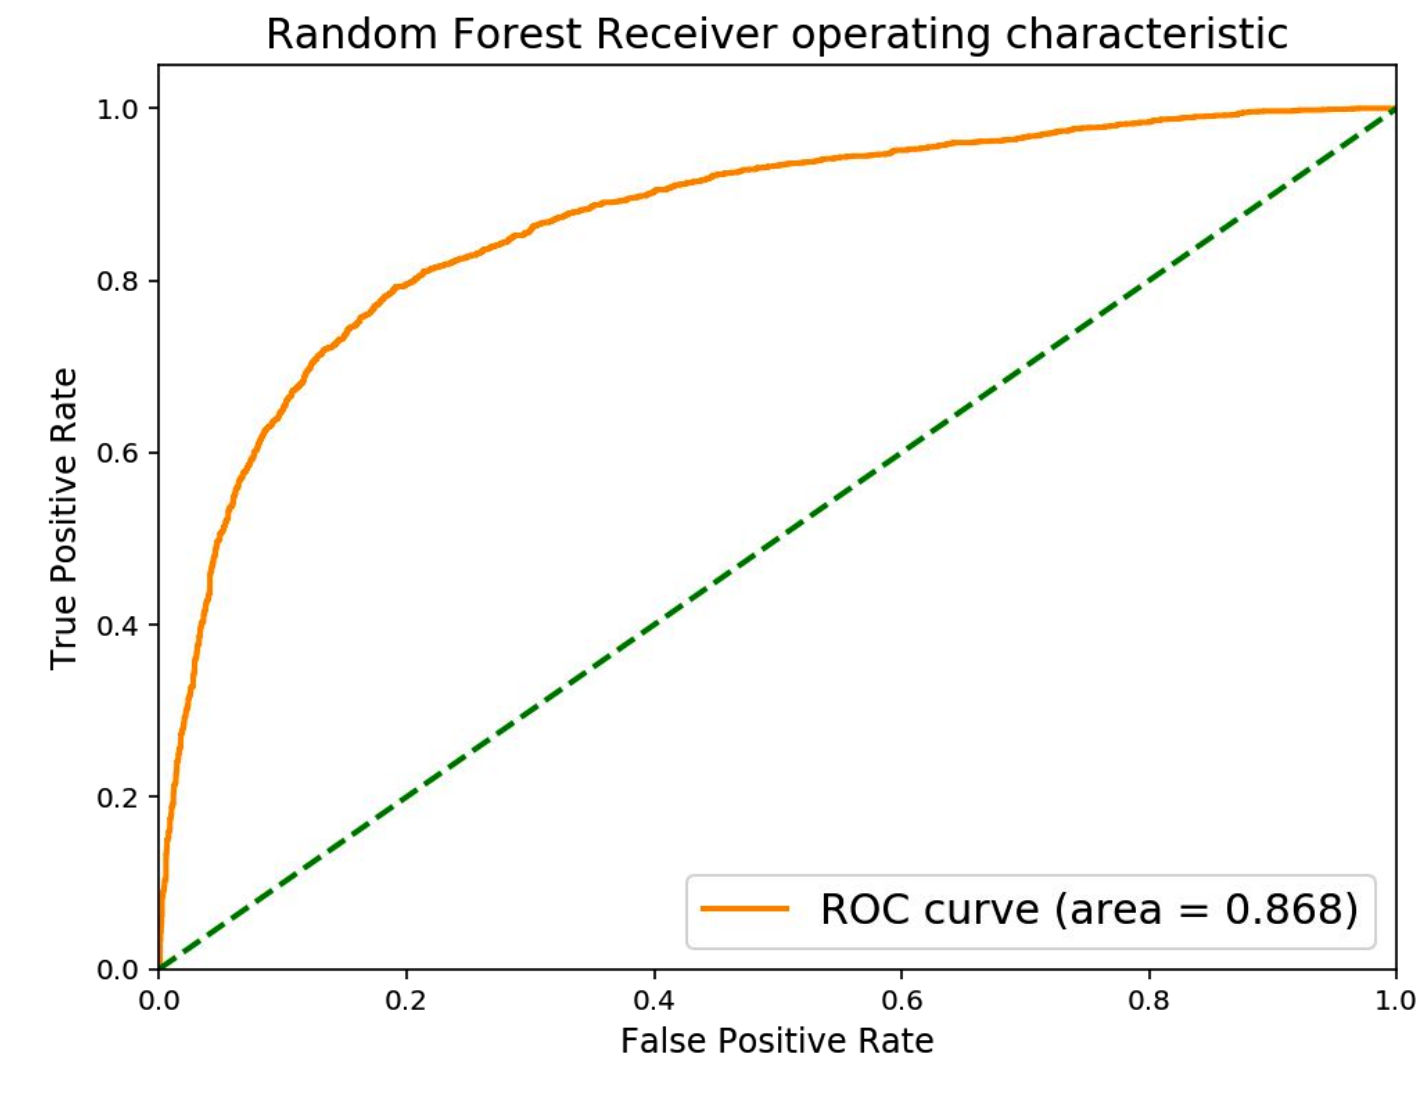 Random Forest Receiver operating characteristic
1.0
0.8
0.6
0.4
0.2
0.0
True Positive Rate
ROC curve (area = 0.868)
0.0 0.2 0.4 0.6 0.8 1.0
False Positive Rate